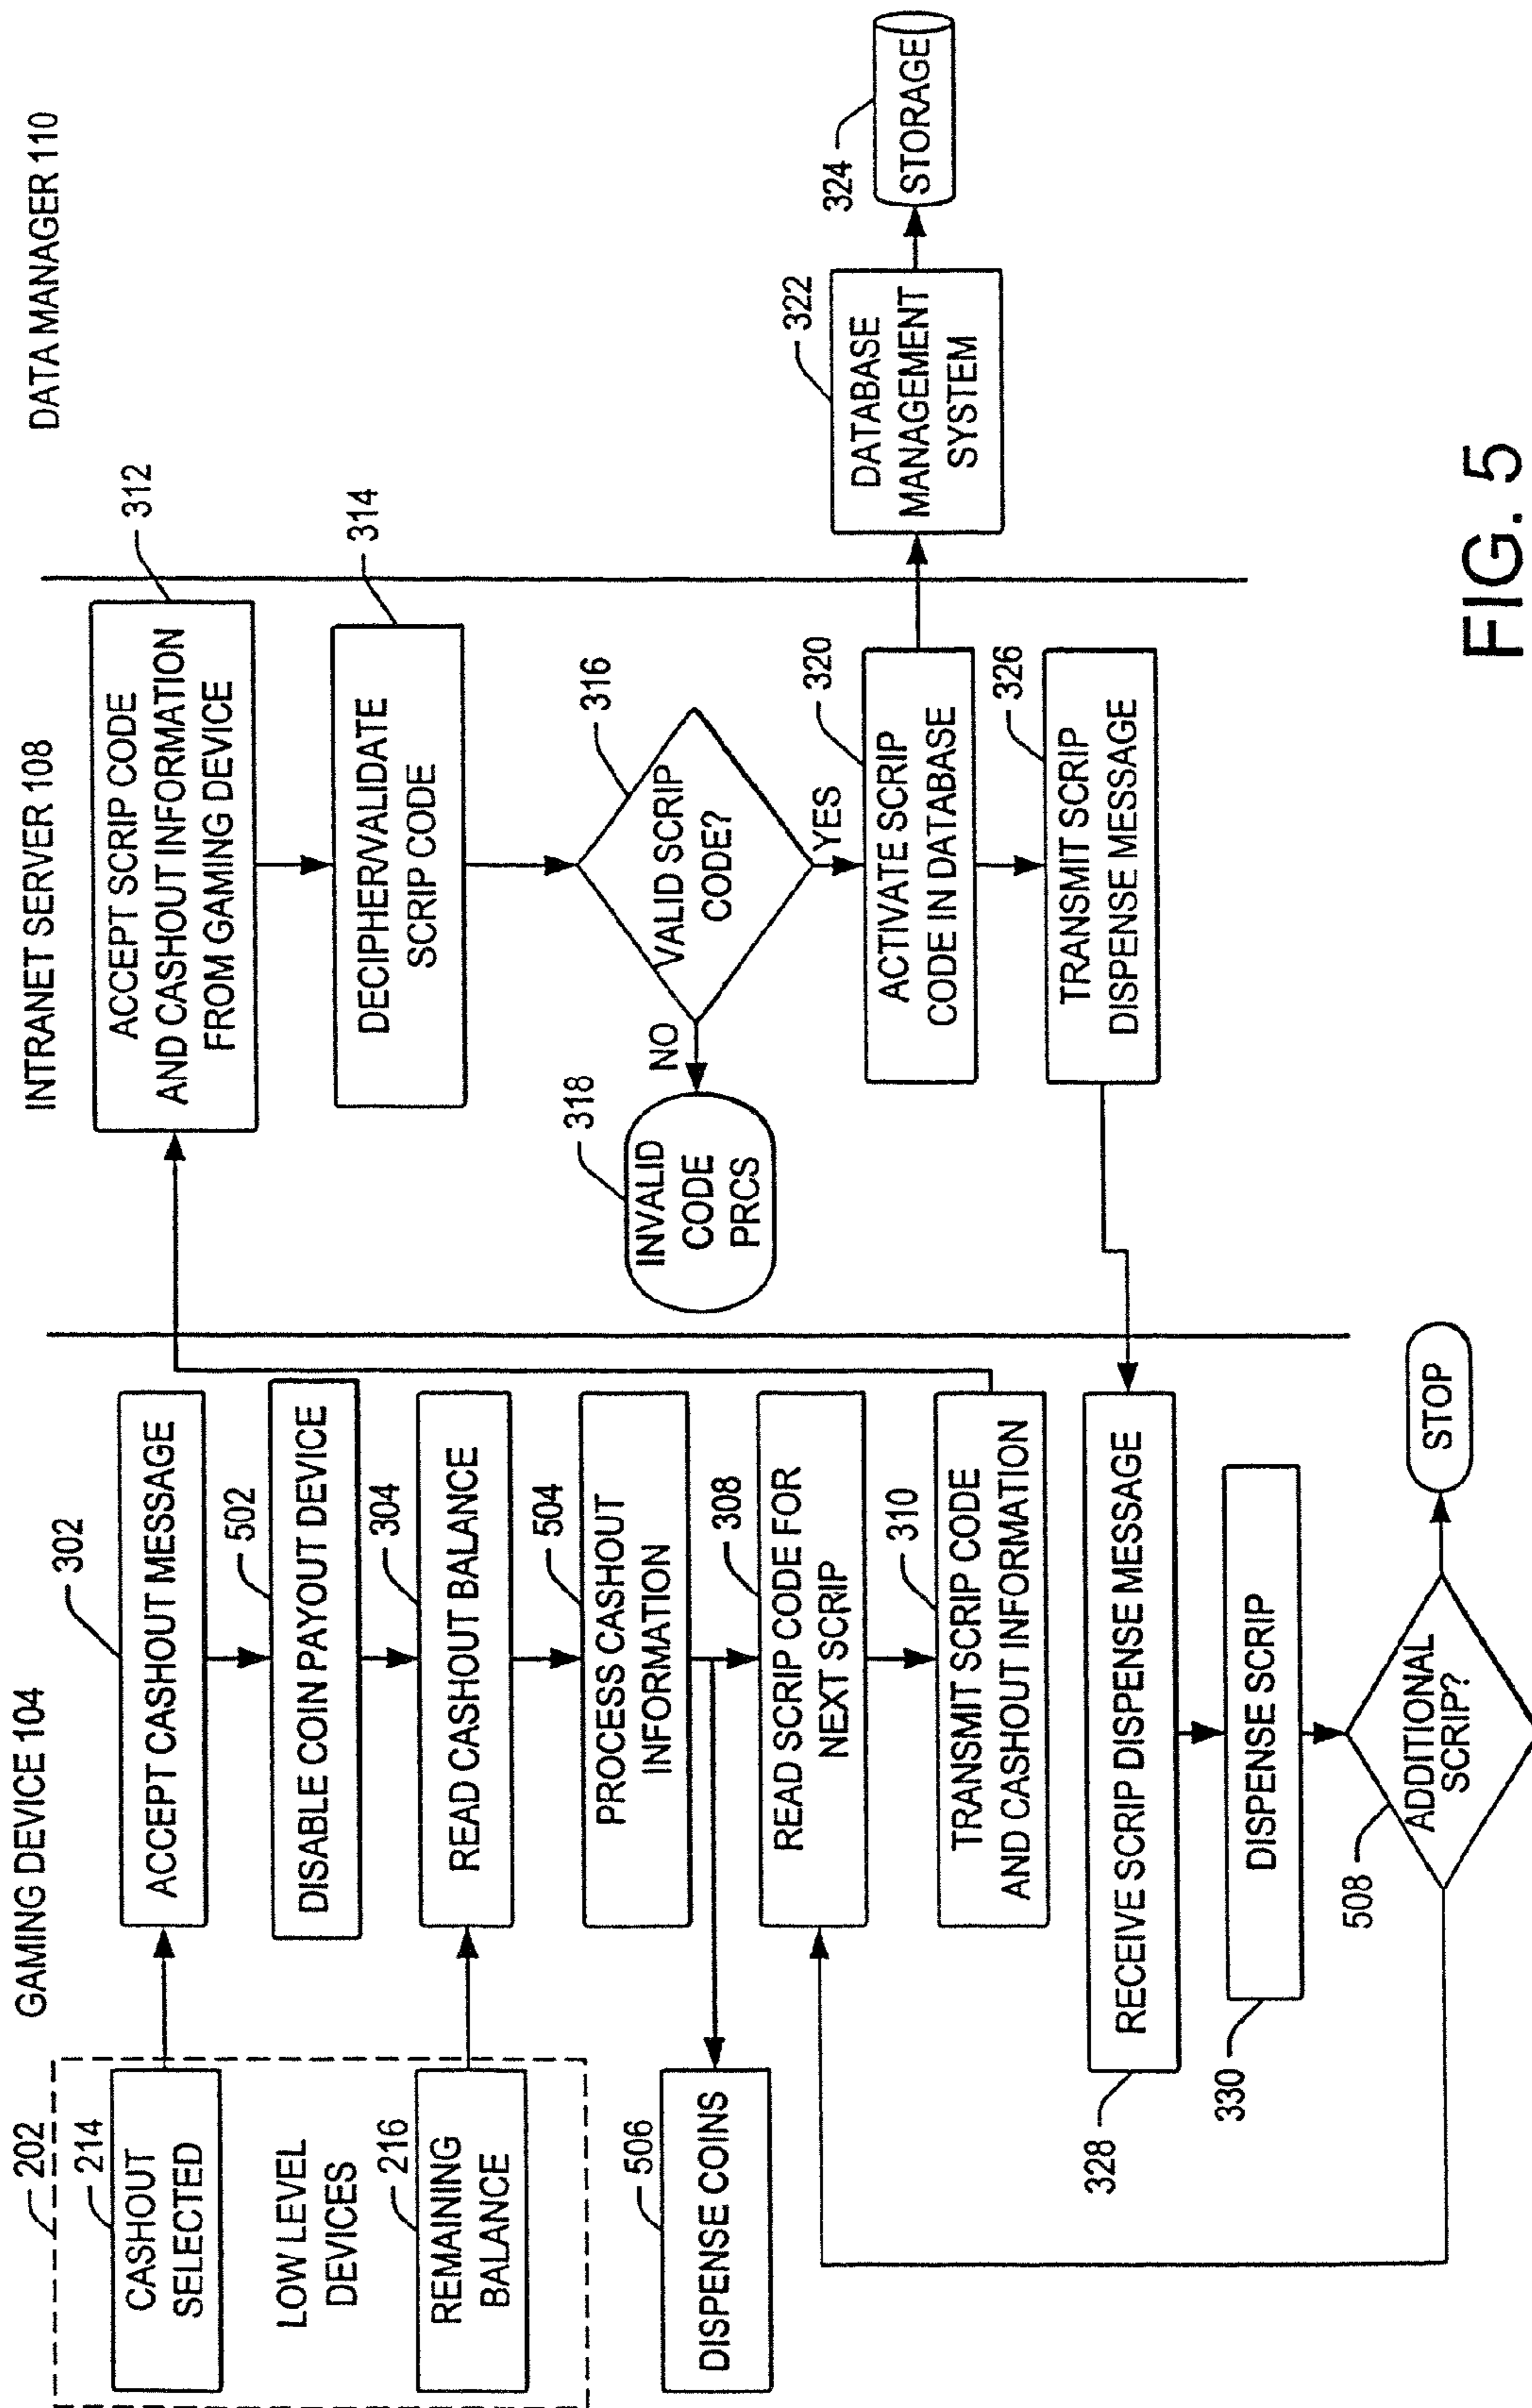 GAMING DEVICE 104
INTRANET SERVER 108
DATA MANAGER 110
202
214
CASHOUT
SELECTED
LOW LEVEL
DEVICES
216
REMAINING
BALANCE
506
DISPENSE COINS
302
ACCEPT CASHOUT MESSAGE
502
DISABLE COIN PAYOUT DEVICE
304
READ CASHOUT BALANCE
504
PROCESS CASHOUT
INFORMATION
308
READ SCRIP CODE FOR
NEXT SCRIP
310
TRANSMIT SCRIP CODE
AND CASHOUT INFORMATION
RECEIVE SCRIP DISPENSE MESSAGE
328
DISPENSE SCRIP
330
ADDITIONAL
SCRIP?
508
STOP
312
ACCEPT SCRIP CODE
AND CASHOUT INFORMATION
FROM GAMING DEVICE
314
DECIPHER/VALIDATE
SCRIP CODE
316
VALID SCRIP
CODE?
NO
YES
318
INVALID
CODE
PRCS
320
ACTIVATE SCRIP
CODE IN DATABASE
326
TRANSMIT SCRIP
DISPENSE MESSAGE
322
DATABASE
MANAGEMENT
SYSTEM
324
STORAGE
FIG. 5